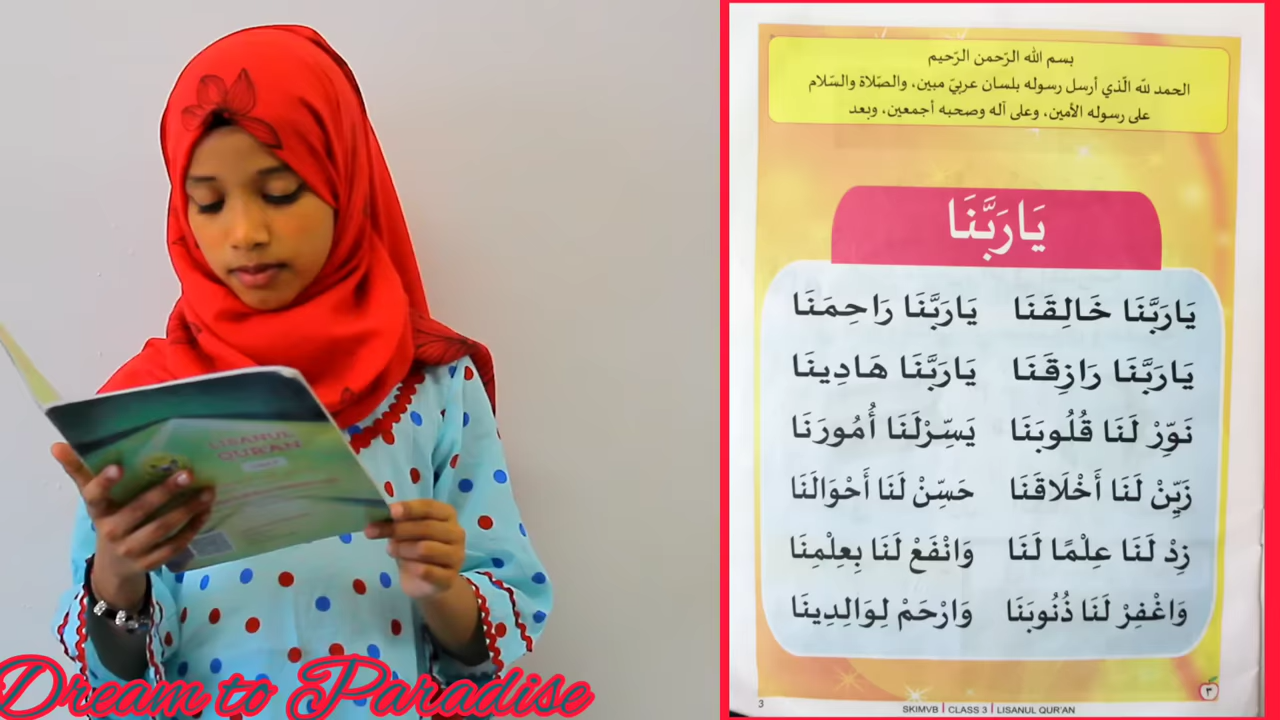 LISANUL
QUR'AN
Dream to Paradise
بسم الله الرّحمن الرّحيم
الحمد للّه الّذي أرسل رسوله بلسان عربيّ مبين، والصّلاة والسّلام
على رسوله الأمين، وعلى آله وصحبه أجمعين، وبعد
يَارَبَّنَا
يَارَبَّنَا خَالِقَنَا يَارَبَّنَا رَاحِمَنَا
يَارَبَّنَا رَازِقَنَا يَارَبَّنَا هَادِينَا
نَوِّرْ لَنَا قُلُوبَنَا يَسِّرْلَنَا أُمُورَنَا
زَيِّنْ لَنَا أَخْلَاقَنَا حَسِّنْ لَنَا أَحْوَالَنَا
زِدْ لَنَا عِلْمًا لَنَا وَانْفَعْ لَنَا بِعِلْمِنَا
وَاغْفِرْ لَنَا ذُنُوبَنَا وَارْحَمْ لِوَالِدِينَا
٣
3 SKIMVB | CLASS 3 | LISANUL QUR'AN